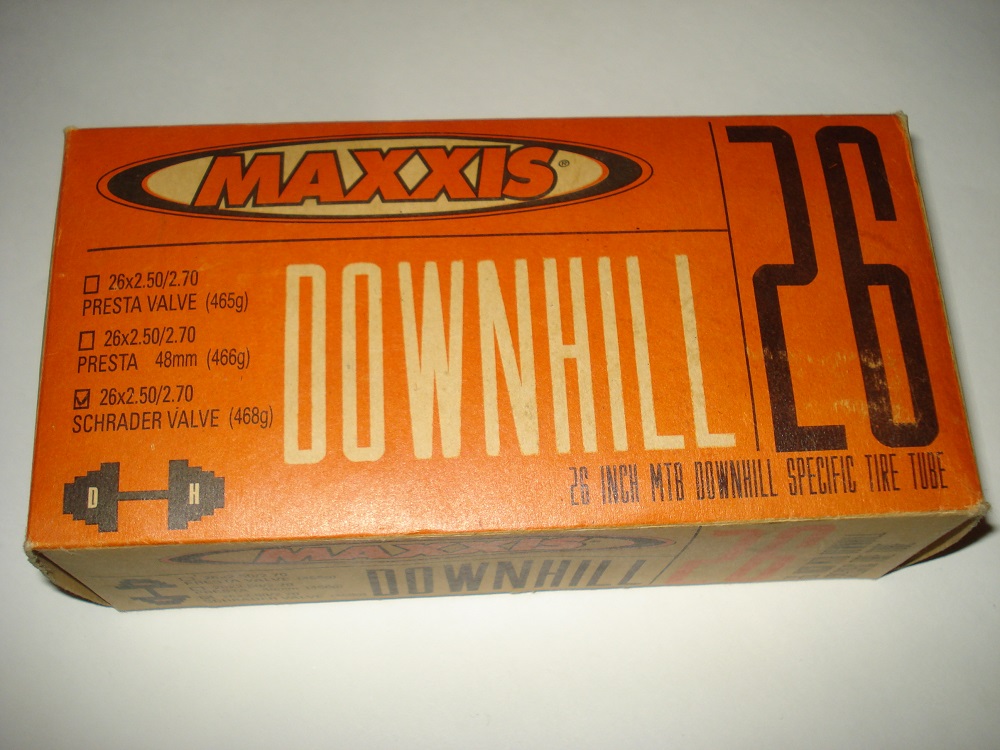 MAXXIS®
26
26x2.50/2.70
PRESTA VALVE (465g)
26x2.50/2.70
PRESTA 48mm (466g)
26x2.50/2.70
SCHRADER VALVE (468g)
DOWNHILL
D H
26 INCH MTB DOWNHILL SPECIFIC TIRE TUBE
MAXXIS
DOWNHILL
26